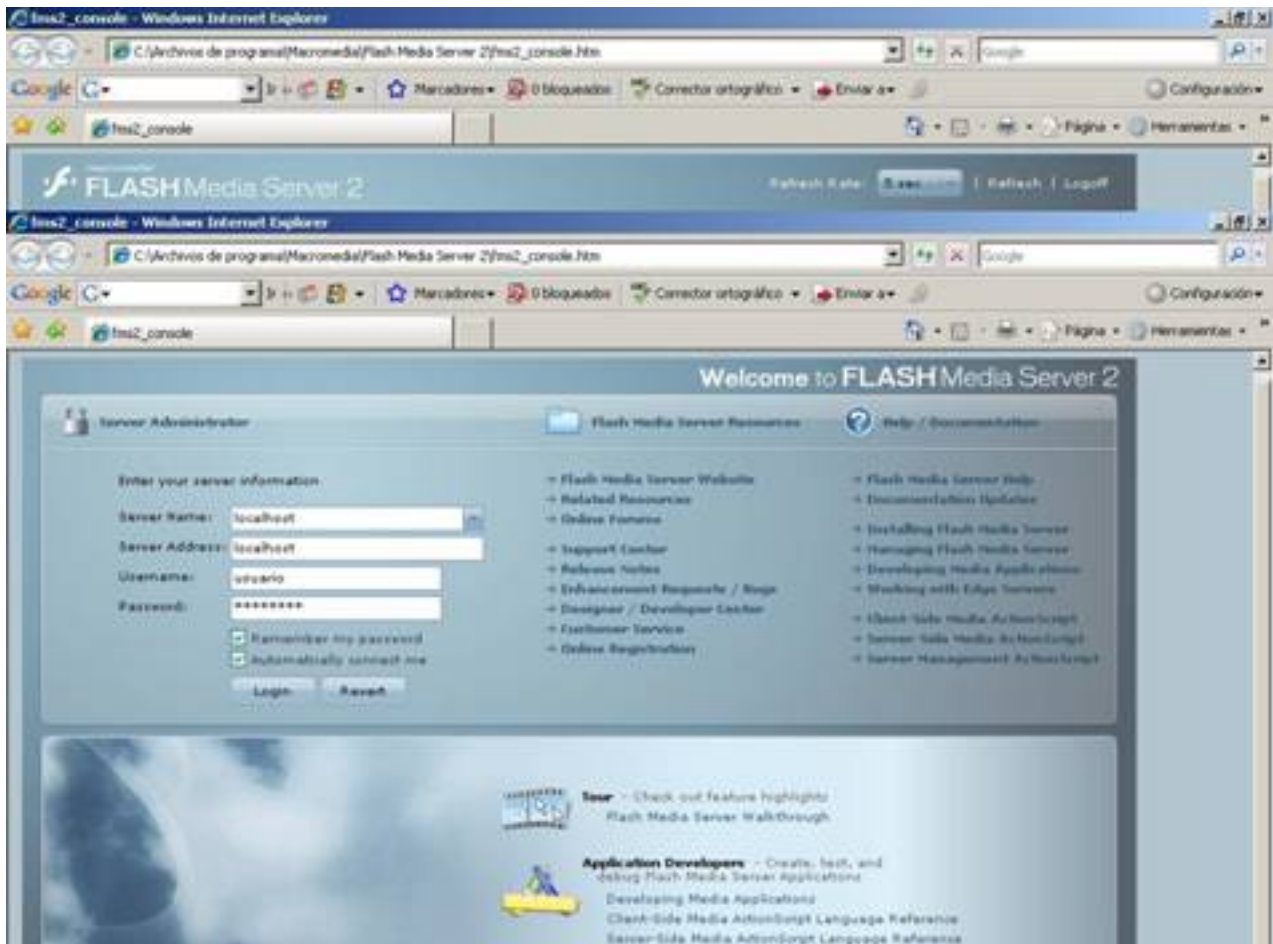 fms2_console - Windows Internet Explorer
C:\Archivos de programa\Macromedia\Flash Media Server 2\fms2_console.htm
Google
Google G Ir Marcadores 0 bloqueados Corrector ortográfico Enviar a Configuración
fms2_console Página Herramientas
FLASH Media Server 2 Refresh Rate: 5 sec | Refresh | Logoff
fms2_console - Windows Internet Explorer
C:\Archivos de programa\Macromedia\Flash Media Server 2\fms2_console.htm
Google
Google G Ir Marcadores 0 bloqueados Corrector ortográfico Enviar a Configuración
fms2_console Página Herramientas
Welcome to FLASH Media Server 2
Server Administrator
Enter your server information
Server Name: localhost
Server Address: localhost
Username: usuario
Password: ********
Remember my password
Automatically connect me
Login Revert
Flash Media Server Resources
Flash Media Server Website
Related Resources
Online Forums
Support Center
Release Notes
Enhancement Requests / Bugs
Designer / Developer Center
Customer Service
Online Registration
Help / Documentation
Flash Media Server Help
Documentation Updates
Installing Flash Media Server
Managing Flash Media Server
Developing Media Applications
Working with Edge Servers
Client-Side Media ActionScript
Server-Side Media ActionScript
Server Management ActionScript
Tour - Check out feature highlights
Flash Media Server Walkthrough
Application Developers - Create, test, and
debug Flash Media Server Applications
Developing Media Applications
Client-Side Media ActionScript Language Reference
Server-Side Media ActionScript Language Reference